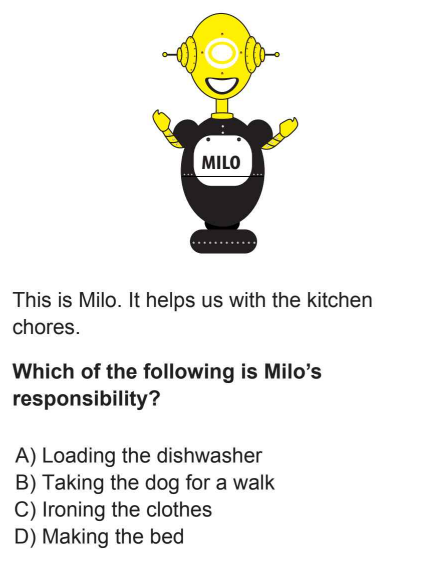 MILO
This is Milo. It helps us with the kitchen
chores.
Which of the following is Milo’s
responsibility?
A) Loading the dishwasher
B) Taking the dog for a walk
C) Ironing the clothes
D) Making the bed